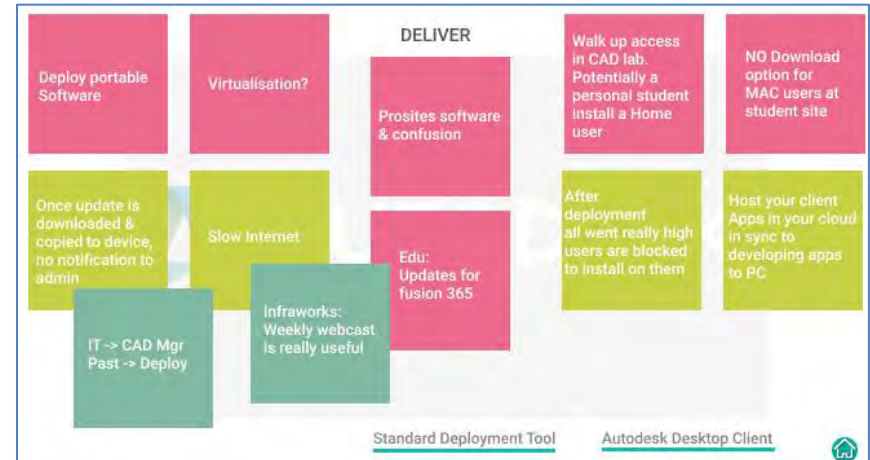 DELIVER
Deploy portable
Software
Virtualisation?
Prosites software
& confusion
Walk up access
in CAD lab.
Potentially a
personal student
install a Home
user
NO Download
option for
MAC users at
student site
Once update is
downloaded &
copied to device,
no notification to
admin
Slow Internet
Edu:
Updates for
fusion 365
After
deployment
all went really high
users are blocked
to install on them
Host your client
Apps in your cloud
in sync to
developing apps
to PC
IT -> CAD Mgr
Past -> Deploy
Infraworks:
Weekly webcast
is really useful
Standard Deployment Tool
Autodesk Desktop Client